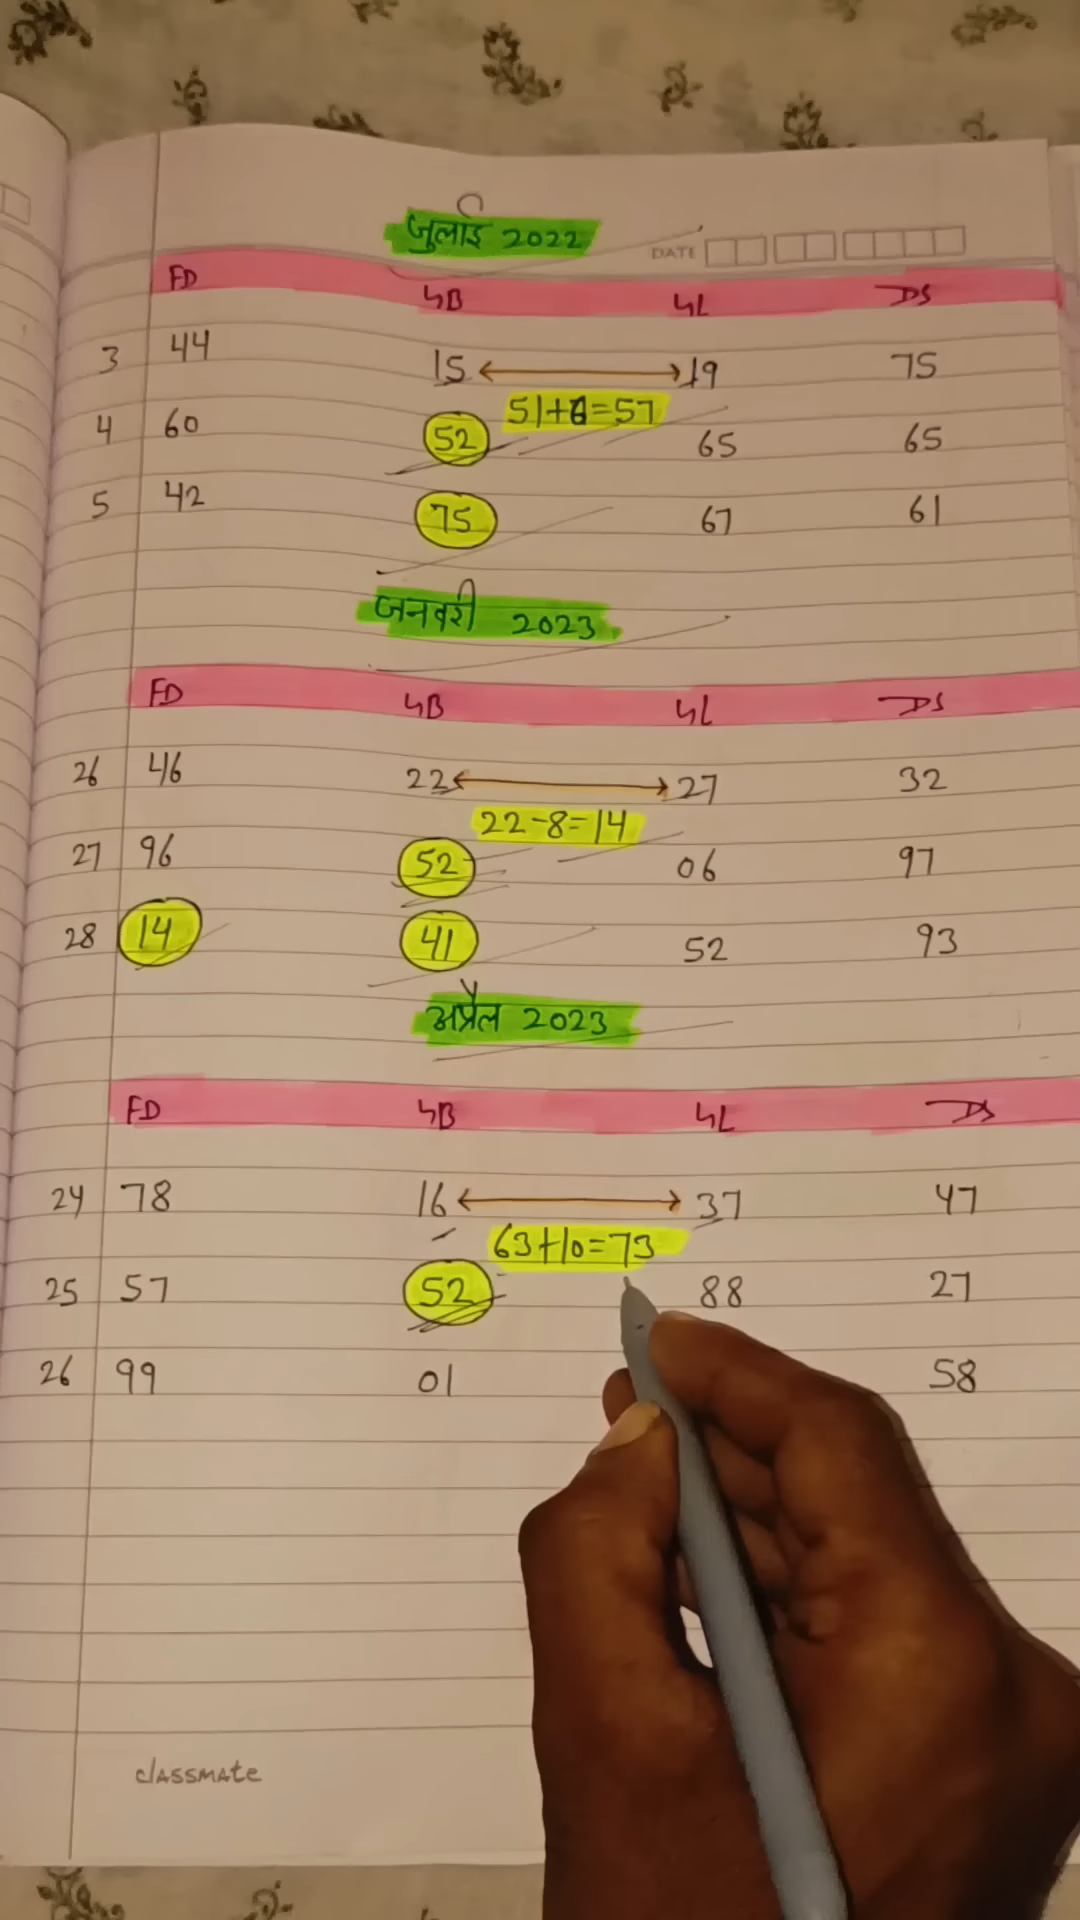 जुलाई 2022
DATE
FD GB GL DS
3 44 15 19 75
51+6=57
4 60 52 65 65
5 42 75 67 61
जनवरी 2023
FD GB GL DS
26 46 22 27 32
22-8=14
27 96 52 06 97
28 14 41 52 93
अप्रैल 2023
FD GB GL DS
24 78 16 37 47
63+10=73
25 57 52 88 27
26 99 01 58
classmate